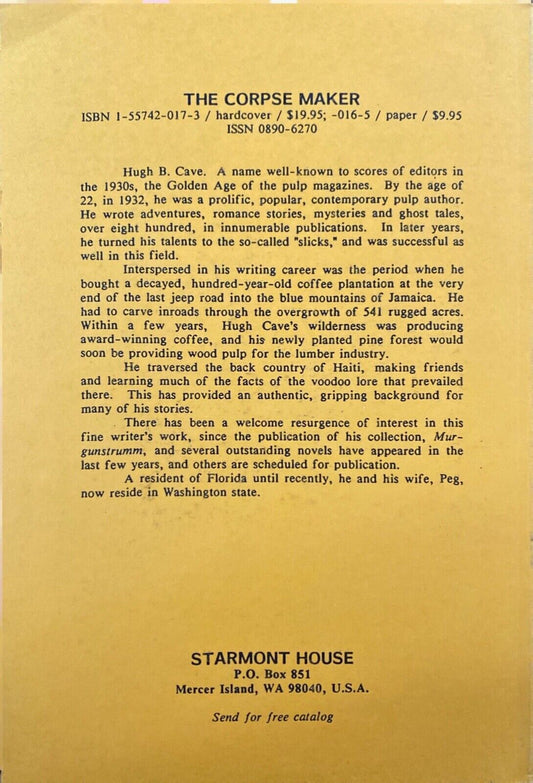 THE CORPSE MAKER
ISBN 1-55742-017-3 / hardcover / $19.95; -016-5 / paper / $9.95
ISSN 0890-6270
Hugh B. Cave. A name well-known to scores of editors in
the 1930s, the Golden Age of the pulp magazines. By the age of
22, in 1932, he was a prolific, popular, contemporary pulp author.
He wrote adventures, romance stories, mysteries and ghost tales,
over eight hundred, in innumerable publications. In later years,
he turned his talents to the so-called "slicks," and was successful as
well in this field.
Interspersed in his writing career was the period when he
bought a decayed, hundred-year-old coffee plantation at the very
end of the last jeep road into the blue mountains of Jamaica. He
had to carve inroads through the overgrowth of 541 rugged acres.
Within a few years, Hugh Cave's wilderness was producing
award-winning coffee, and his newly planted pine forest would
soon be providing wood pulp for the lumber industry.
He traversed the back country of Haiti, making friends
and learning much of the facts of the voodoo lore that prevailed
there. This has provided an authentic, gripping background for
many of his stories.
There has been a welcome resurgence of interest in this
fine writer's work, since the publication of his collection, Mur-
gunstrumm, and several outstanding novels have appeared in the
last few years, and others are scheduled for publication.
A resident of Florida until recently, he and his wife, Peg,
now reside in Washington state.
STARMONT HOUSE
P.O. Box 851
Mercer Island, WA 98040, U.S.A.
Send for free catalog